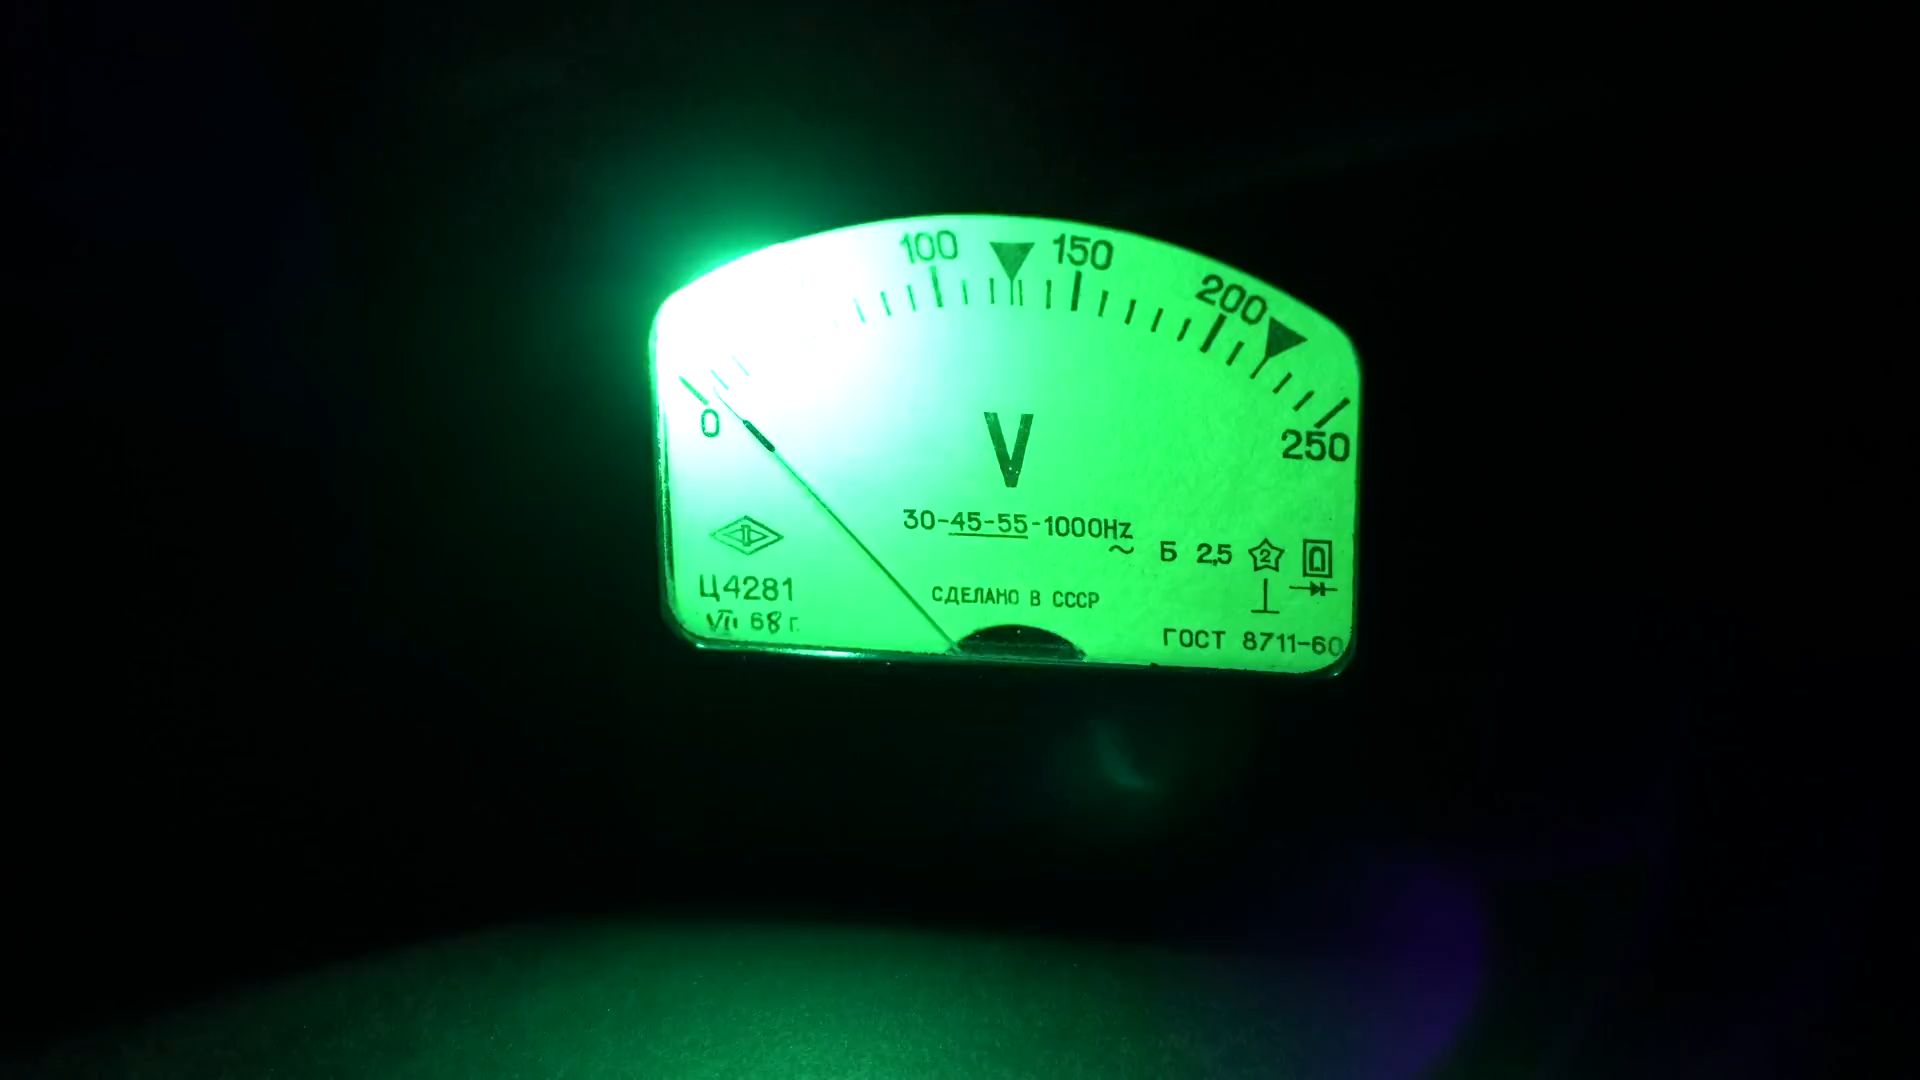 100 150 200
0 250
V
30-45-55-1000Hz
~ Б 2,5 2
Ц4281
СДЕЛАНО В СССР
VII 68 г.
ГОСТ 8711-60